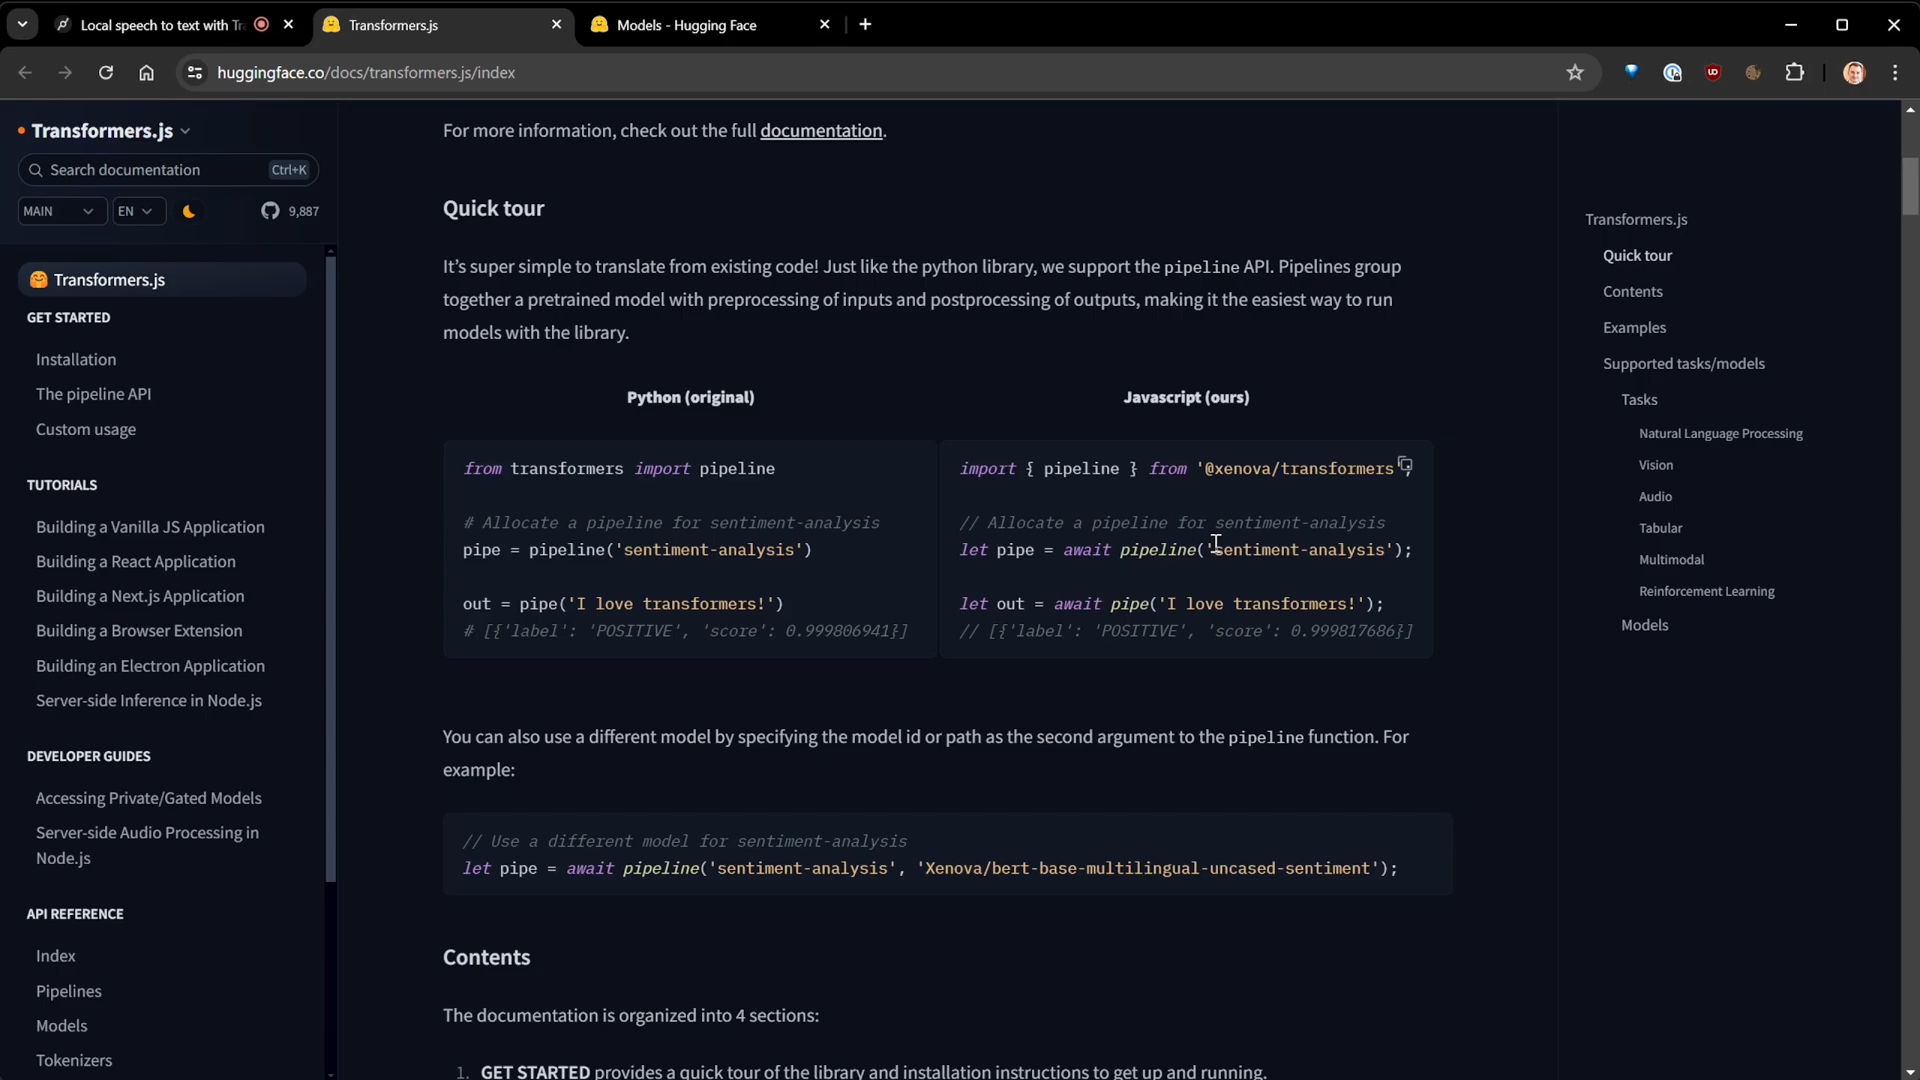 Local speech to text with Tr
Transformers.js
Models - Hugging Face
huggingface.co/docs/transformers.js/index
Transformers.js
Search documentation Ctrl+K
MAIN EN 9,887
Transformers.js
GET STARTED
Installation
The pipeline API
Custom usage
TUTORIALS
Building a Vanilla JS Application
Building a React Application
Building a Next.js Application
Building a Browser Extension
Building an Electron Application
Server-side Inference in Node.js
DEVELOPER GUIDES
Accessing Private/Gated Models
Server-side Audio Processing in
Node.js
API REFERENCE
Index
Pipelines
Models
Tokenizers
For more information, check out the full documentation.
Quick tour
It’s super simple to translate from existing code! Just like the python library, we support the pipeline API. Pipelines group
together a pretrained model with preprocessing of inputs and postprocessing of outputs, making it the easiest way to run
models with the library.
Python (original)
from transformers import pipeline
# Allocate a pipeline for sentiment-analysis
pipe = pipeline('sentiment-analysis')
out = pipe('I love transformers!')
# [{'label': 'POSITIVE', 'score': 0.999806941}]
Javascript (ours)
import { pipeline } from '@xenova/transformers';
// Allocate a pipeline for sentiment-analysis
let pipe = await pipeline('sentiment-analysis');
let out = await pipe('I love transformers!');
// [{'label': 'POSITIVE', 'score': 0.999817686}]
You can also use a different model by specifying the model id or path as the second argument to the pipeline function. For
example:
// Use a different model for sentiment-analysis
let pipe = await pipeline('sentiment-analysis', 'Xenova/bert-base-multilingual-uncased-sentiment');
Contents
The documentation is organized into 4 sections:
1. GET STARTED provides a quick tour of the library and installation instructions to get up and running.
Transformers.js
Quick tour
Contents
Examples
Supported tasks/models
Tasks
Natural Language Processing
Vision
Audio
Tabular
Multimodal
Reinforcement Learning
Models